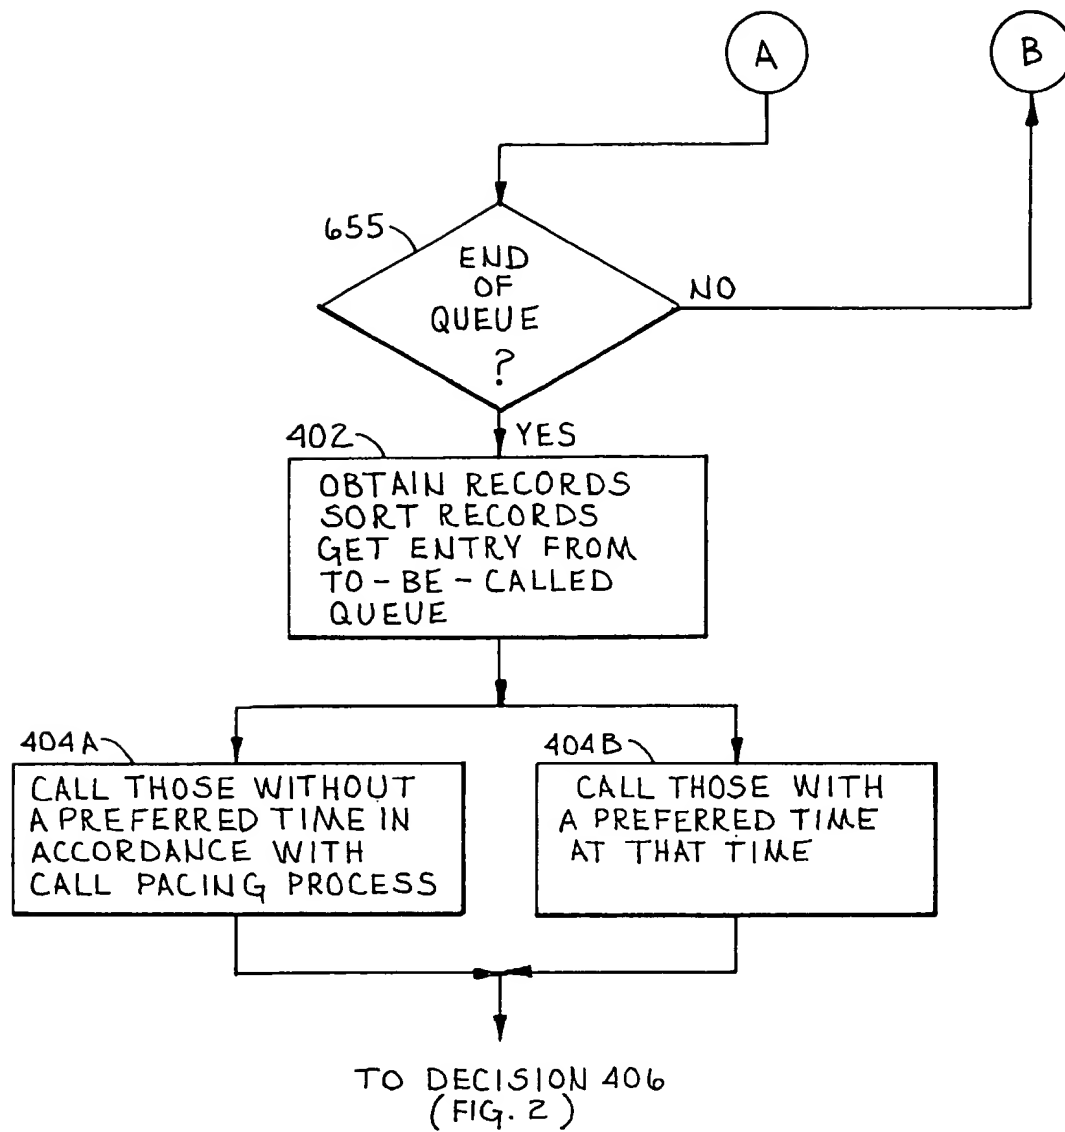 A
B
655
END
OF
QUEUE
?
NO
YES
402
OBTAIN RECORDS
SORT RECORDS
GET ENTRY FROM
TO-BE-CALLED
QUEUE
404A
CALL THOSE WITHOUT
A PREFERRED TIME IN
ACCORDANCE WITH
CALL PACING PROCESS
404B
CALL THOSE WITH
A PREFERRED TIME
AT THAT TIME
TO DECISION 406
(FIG. 2)